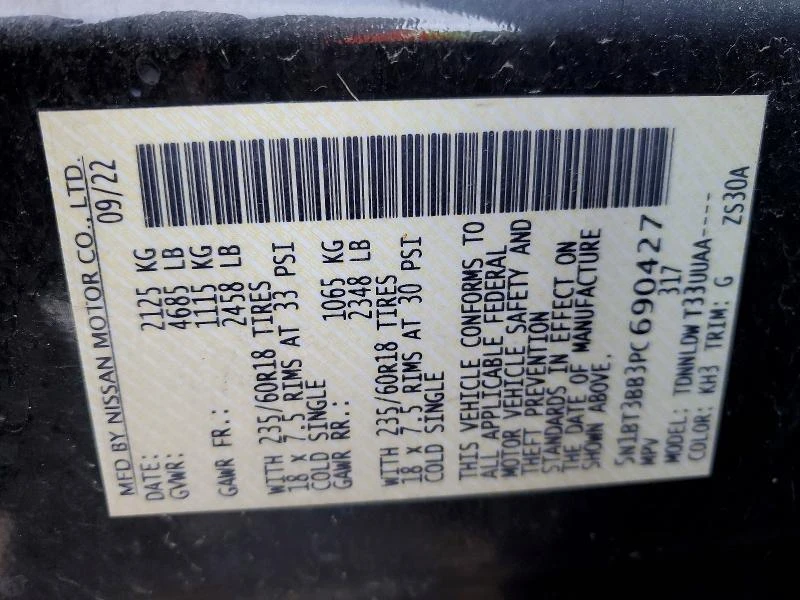 MFD BY NISSAN MOTOR CO., LTD.
DATE: 09/22
GVWR: 2125 KG
4685 LB
1115 KG
GAWR FR.: 2458 LB
WITH 235/60R18 TIRES
18 x 7.5 RIMS AT 33 PSI
COLD SINGLE
GAWR RR.: 1065 KG
2348 LB
WITH 235/60R18 TIRES
18 x 7.5 RIMS AT 30 PSI
COLD SINGLE
THIS VEHICLE CONFORMS TO
ALL APPLICABLE FEDERAL
MOTOR VEHICLE SAFETY AND
THEFT PREVENTION
STANDARDS IN EFFECT ON
THE DATE OF MANUFACTURE
SHOWN ABOVE.
5N1BT3BB3PC690427
MPV 317
MODEL: TDNNLDW T33UUAA----
COLOR: KH3 TRIM: G ZS30A